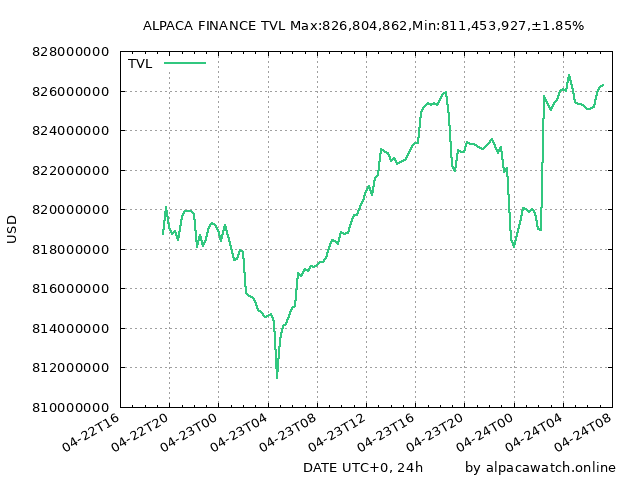 ALPACA FINANCE TVL Max:826,804,862,Min:811,453,927,±1.85%
TVL
828000000
826000000
824000000
822000000
820000000
818000000
816000000
814000000
812000000
810000000
USD
04-22T16
04-22T20
04-23T00
04-23T04
04-23T08
04-23T12
04-23T16
04-23T20
04-24T00
04-24T04
04-24T08
DATE UTC+0, 24h
by alpacawatch.online